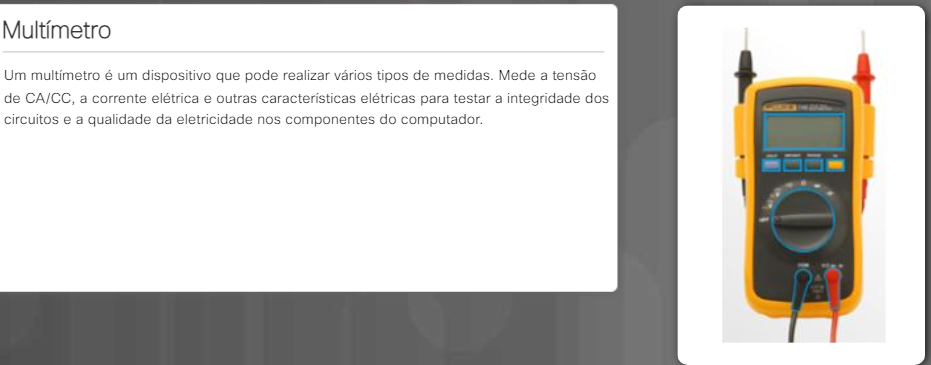 Multímetro
Um multímetro é um dispositivo que pode realizar vários tipos de medidas. Mede a tensão
de CA/CC, a corrente elétrica e outras características elétricas para testar a integridade dos
circuitos e a qualidade da eletricidade nos componentes do computador.
FLUKE
COM